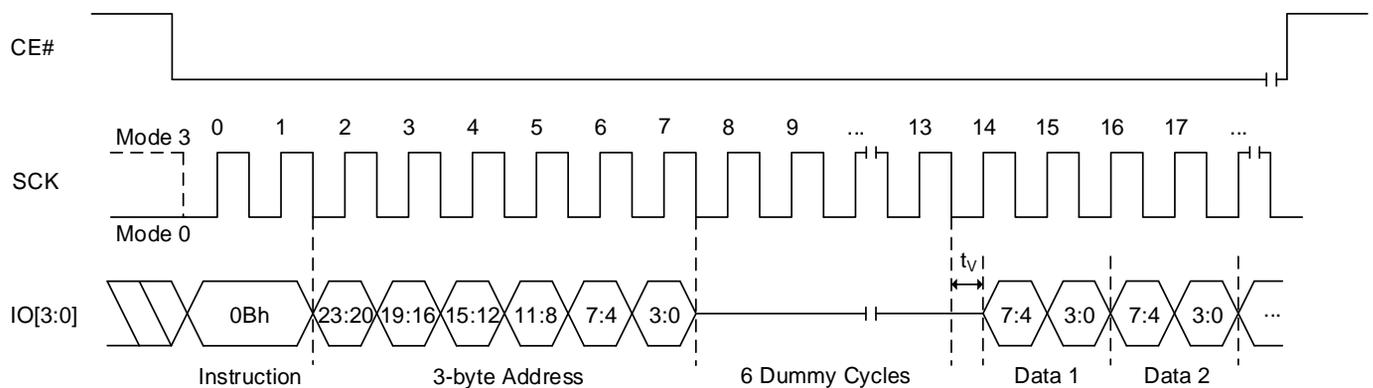 CE#
Mode 3
0 1 2 3 4 5 6 7 8 9 ... 13 14 15 16 17 ...
SCK
Mode 0
tV
IO[3:0]
0Bh 23:20 19:16 15:12 11:8 7:4 3:0 7:4 3:0 7:4 3:0 ...
Instruction 3-byte Address 6 Dummy Cycles Data 1 Data 2